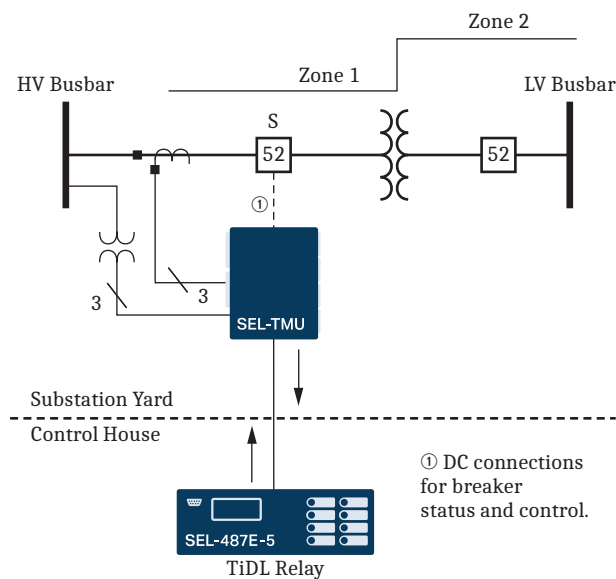 Zone 2
Zone 1
HV Busbar
LV Busbar
S
52
52
①
3
3
SEL-TMU
Substation Yard
Control House
① DC connections
for breaker
status and control.
SEL-487E-5
TiDL Relay